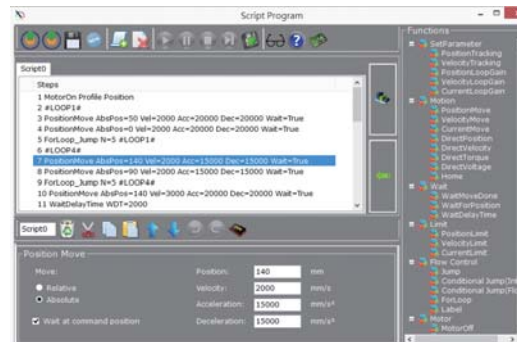 Script Program
Script0
Steps
1 MotorOn Profile Position
2 #LOOP1#
3 PositionMove AbsPos=50 Vel=2000 Acc=20000 Dec=20000 Wait=True
4 PositionMove AbsPos=0 Vel=2000 Acc=20000 Dec=20000 Wait=True
5 ForLoop_Jump N=5 #LOOP1#
6 #LOOP4#
7 PositionMove AbsPos=140 Vel=2000 Acc=15000 Dec=15000 Wait=True
8 PositionMove AbsPos=90 Vel=2000 Acc=15000 Dec=15000 Wait=True
9 ForLoop_Jump N=5 #LOOP4#
10 PositionMove AbsPos=140 Vel=3000 Acc=20000 Dec=20000 Wait=True
11 WaitDelayTime WDT=2000
Script0
Position Move
Move:
Relative
Absolute
Wait at command position
Position: 140 mm
Velocity: 2000 mm/s
Acceleration: 15000 mm/s²
Deceleration: 15000 mm/s²
Functions
SetParameter
PositionTracking
VelocityTracking
PositionLoopGain
VelocityLoopGain
CurrentLoopGain
Motion
PositionMove
VelocityMove
CurrentMove
DirectPosition
DirectVelocity
DirectTorque
DirectVoltage
Home
Wait
WaitMoveDone
WaitForPosition
WaitDelayTime
Limit
PositionLimit
VelocityLimit
CurrentLimit
Flow Control
Jump
Conditional Jump(Int
Conditional Jump(Flo
ForLoop
Label
Motor
MotorOff